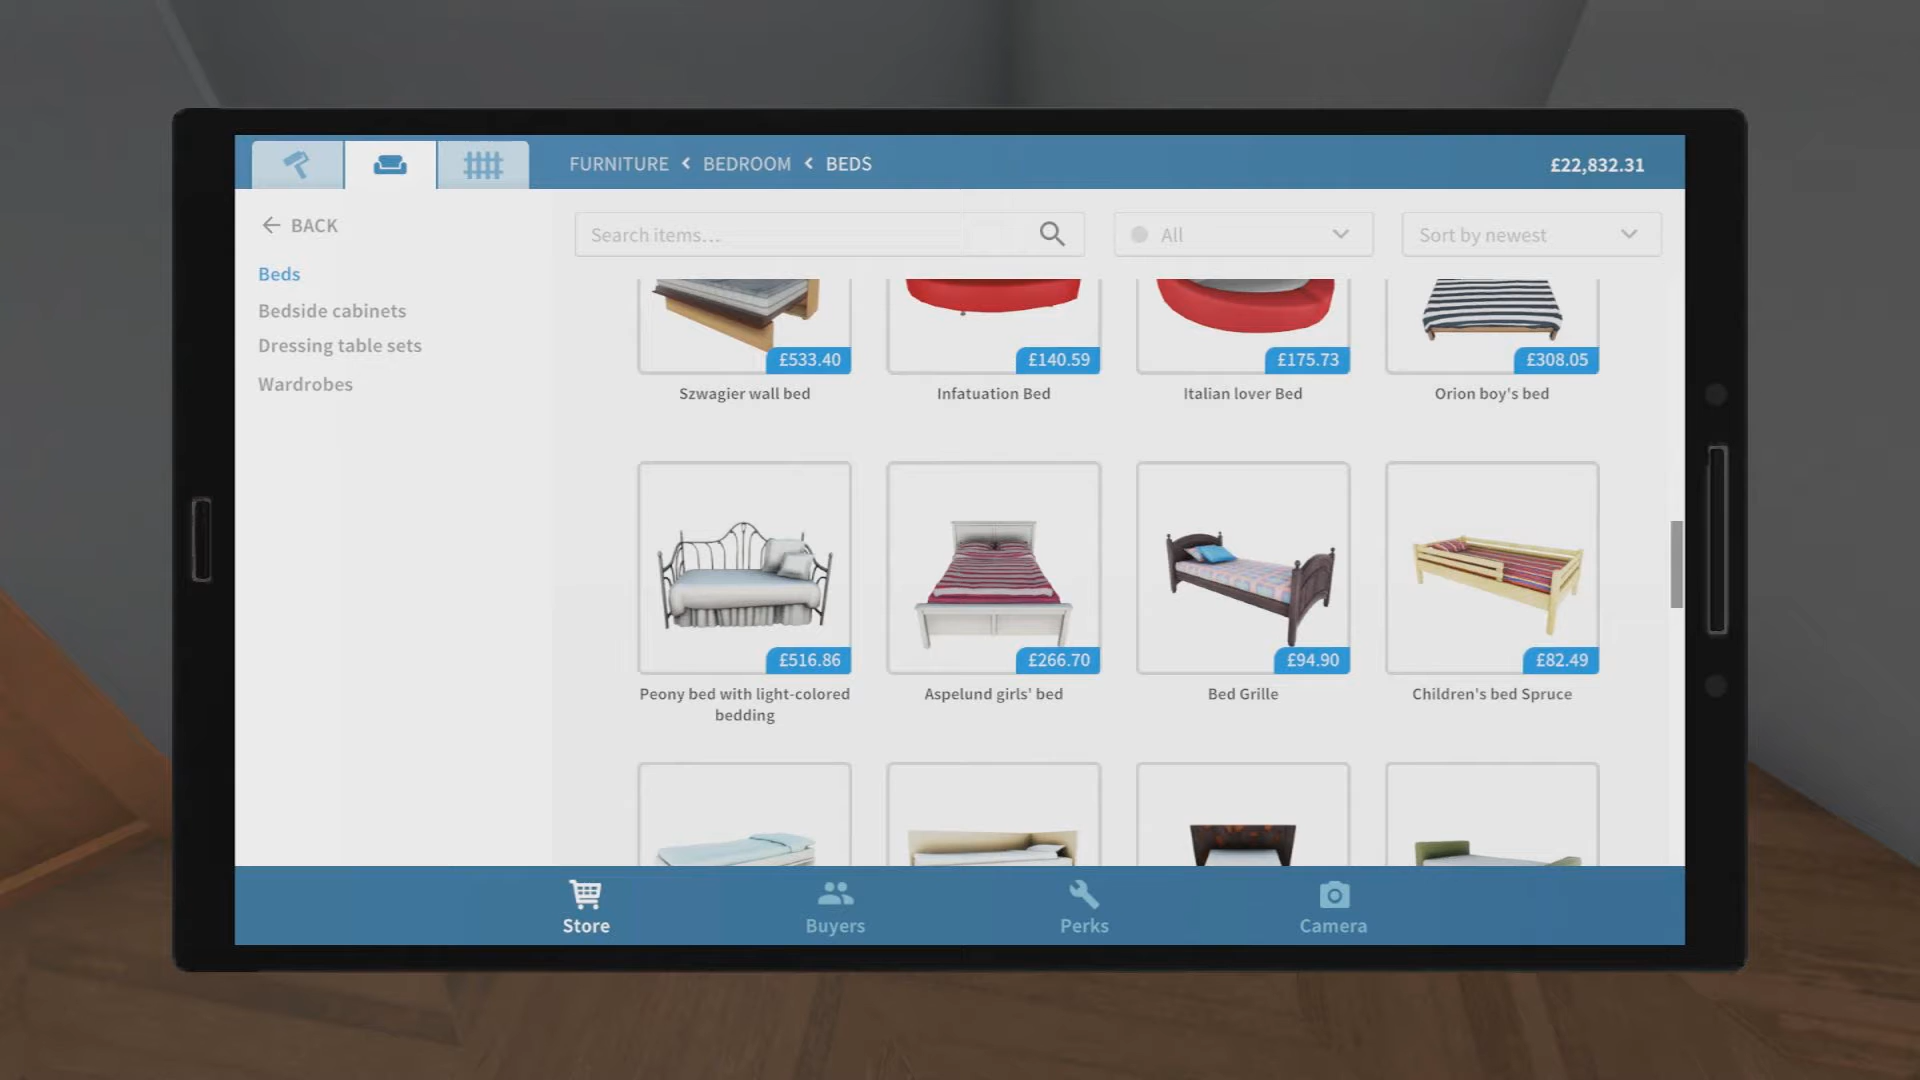 FURNITURE < BEDROOM < BEDS
£22,832.31
BACK
Search items...
All
Sort by newest
Beds
Bedside cabinets
Dressing table sets
Wardrobes
£533.40
£140.59
£175.73
£308.05
Szwagier wall bed
Infatuation Bed
Italian lover Bed
Orion boy's bed
£516.86
£266.70
£94.90
£82.49
Peony bed with light-colored
bedding
Aspelund girls' bed
Bed Grille
Children's bed Spruce
Store
Buyers
Perks
Camera